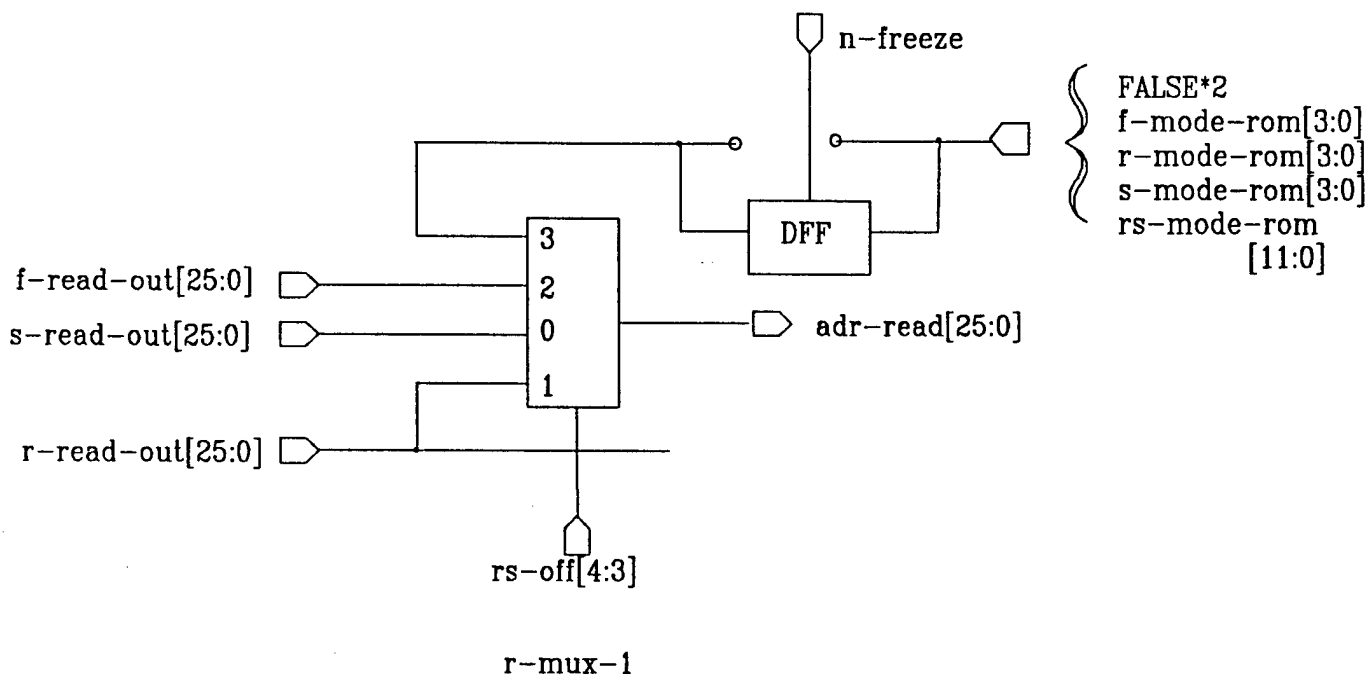 n-freeze
FALSE*2
f-mode-rom[3:0]
r-mode-rom[3:0]
s-mode-rom[3:0]
rs-mode-rom
[11:0]
DFF
3
f-read-out[25:0]
2
s-read-out[25:0]
0
adr-read[25:0]
1
r-read-out[25:0]
rs-off[4:3]
r-mux-1